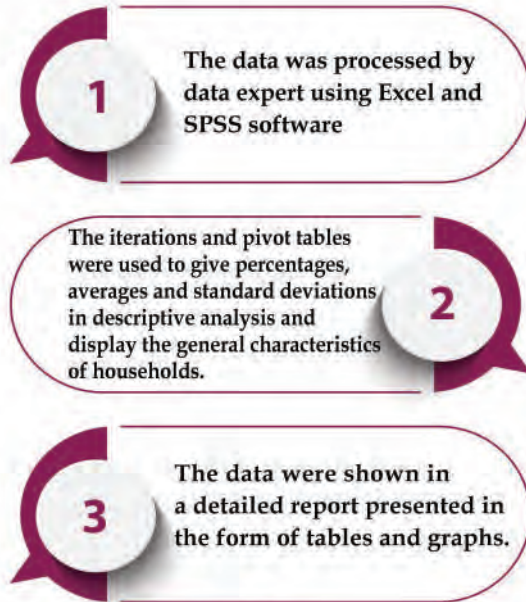 1
The data was processed by
data expert using Excel and
SPSS software
The iterations and pivot tables
were used to give percentages,
averages and standard deviations
in descriptive analysis and
display the general characteristics
of households.
2
3
The data were shown in
a detailed report presented in
the form of tables and graphs.